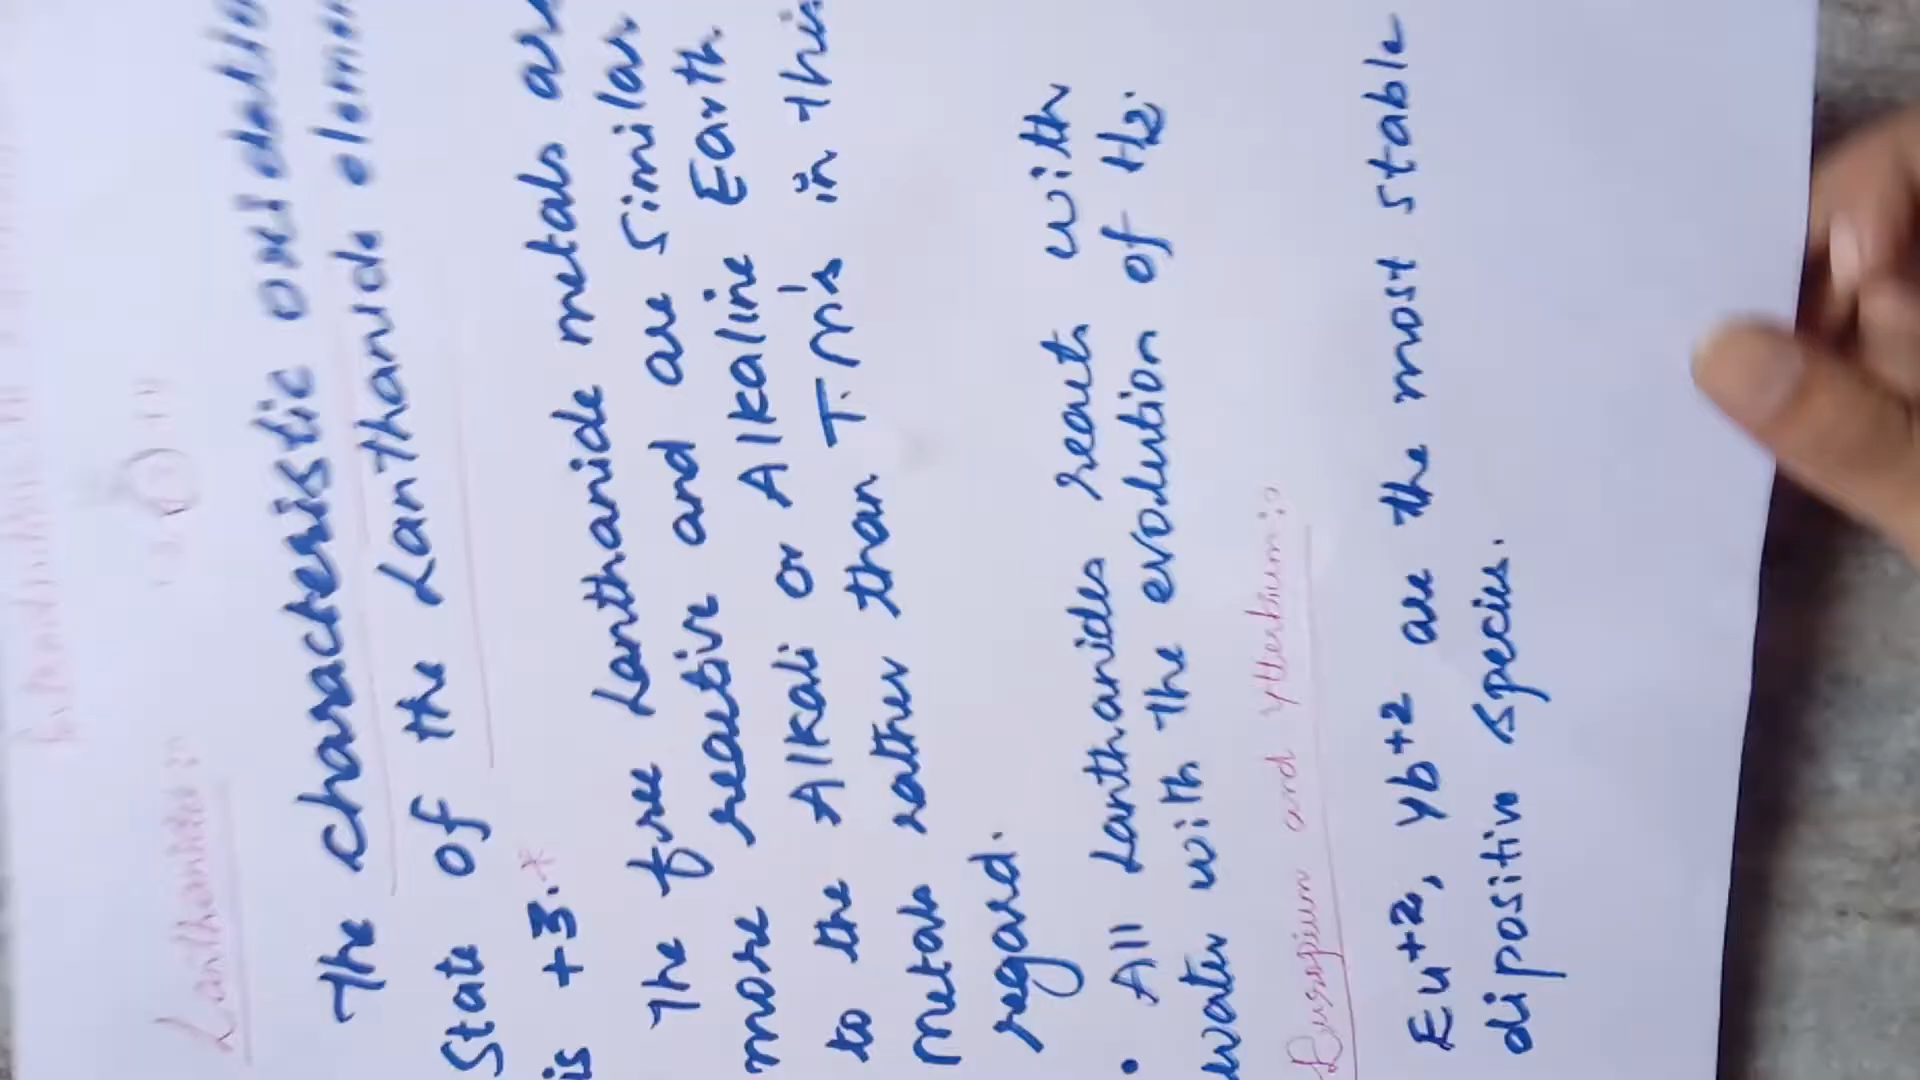 Lanthanides :-
The characteristic oxidation
State of the Lanthanide elemen
is +3.*
The free Lanthanide metals are
more reactive and are Similar
to the Alkali or Alkaline Earth
Metals rather than T.M's in this
regard.
• All Lanthanides react with
water with the evolution of H2.
Europium and ytterbium:-
Eu+2, Yb+2 are the most stable
dipositive species.